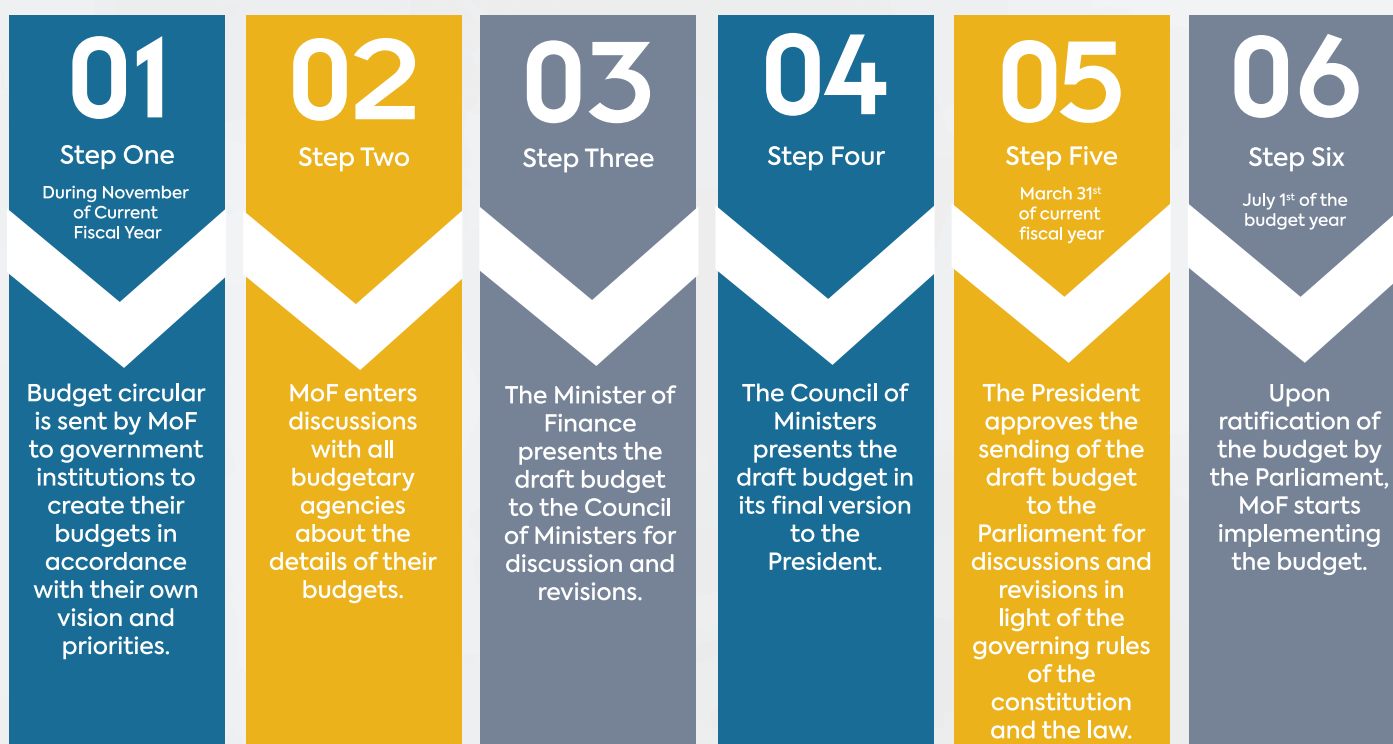 01
Step One
During November
of Current
Fiscal Year
Budget circular
is sent by MoF
to government
institutions to
create their
budgets in
accordance
with their own
vision and
priorities.
02
Step Two
MoF enters
discussions
with all
budgetary
agencies
about the
details of their
budgets.
03
Step Three
The Minister of
Finance
presents the
draft budget
to the Council
of Ministers for
discussion and
revisions.
04
Step Four
The Council of
Ministers
presents the
draft budget in
its final version
to the
President.
05
Step Five
March 31st
of current
fiscal year
The President
approves the
sending of the
draft budget
to the
Parliament for
discussions and
revisions in
light of the
governing rules
of the
constitution
and the law.
06
Step Six
July 1st of the
budget year
Upon
ratification of
the budget by
the Parliament,
MoF starts
implementing
the budget.